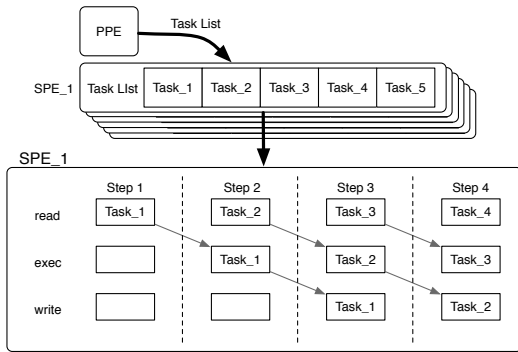 PPE
Task List
SPE_1
Task LIst Task_1 Task_2 Task_3 Task_4 Task_5
SPE_1
Step 1 Step 2 Step 3 Step 4
read Task_1 Task_2 Task_3 Task_4
exec Task_1 Task_2 Task_3
write Task_1 Task_2